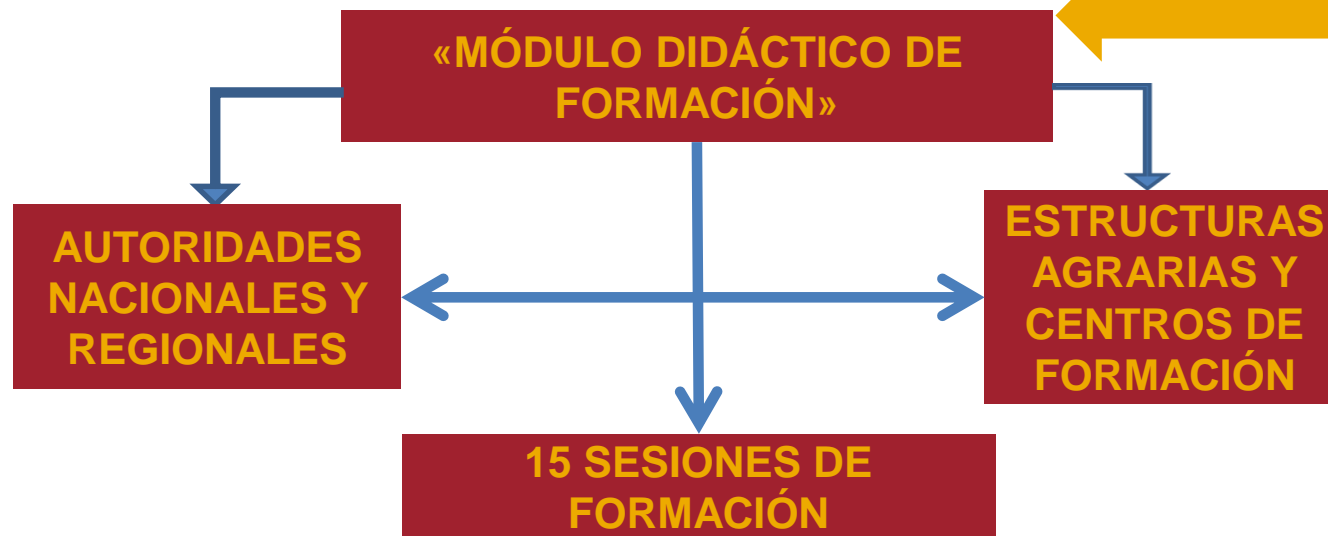 «MÓDULO DIDÁCTICO DE
FORMACIÓN»
AUTORIDADES
NACIONALES Y
REGIONALES
ESTRUCTURAS
AGRARIAS Y
CENTROS DE
FORMACIÓN
15 SESIONES DE
FORMACIÓN